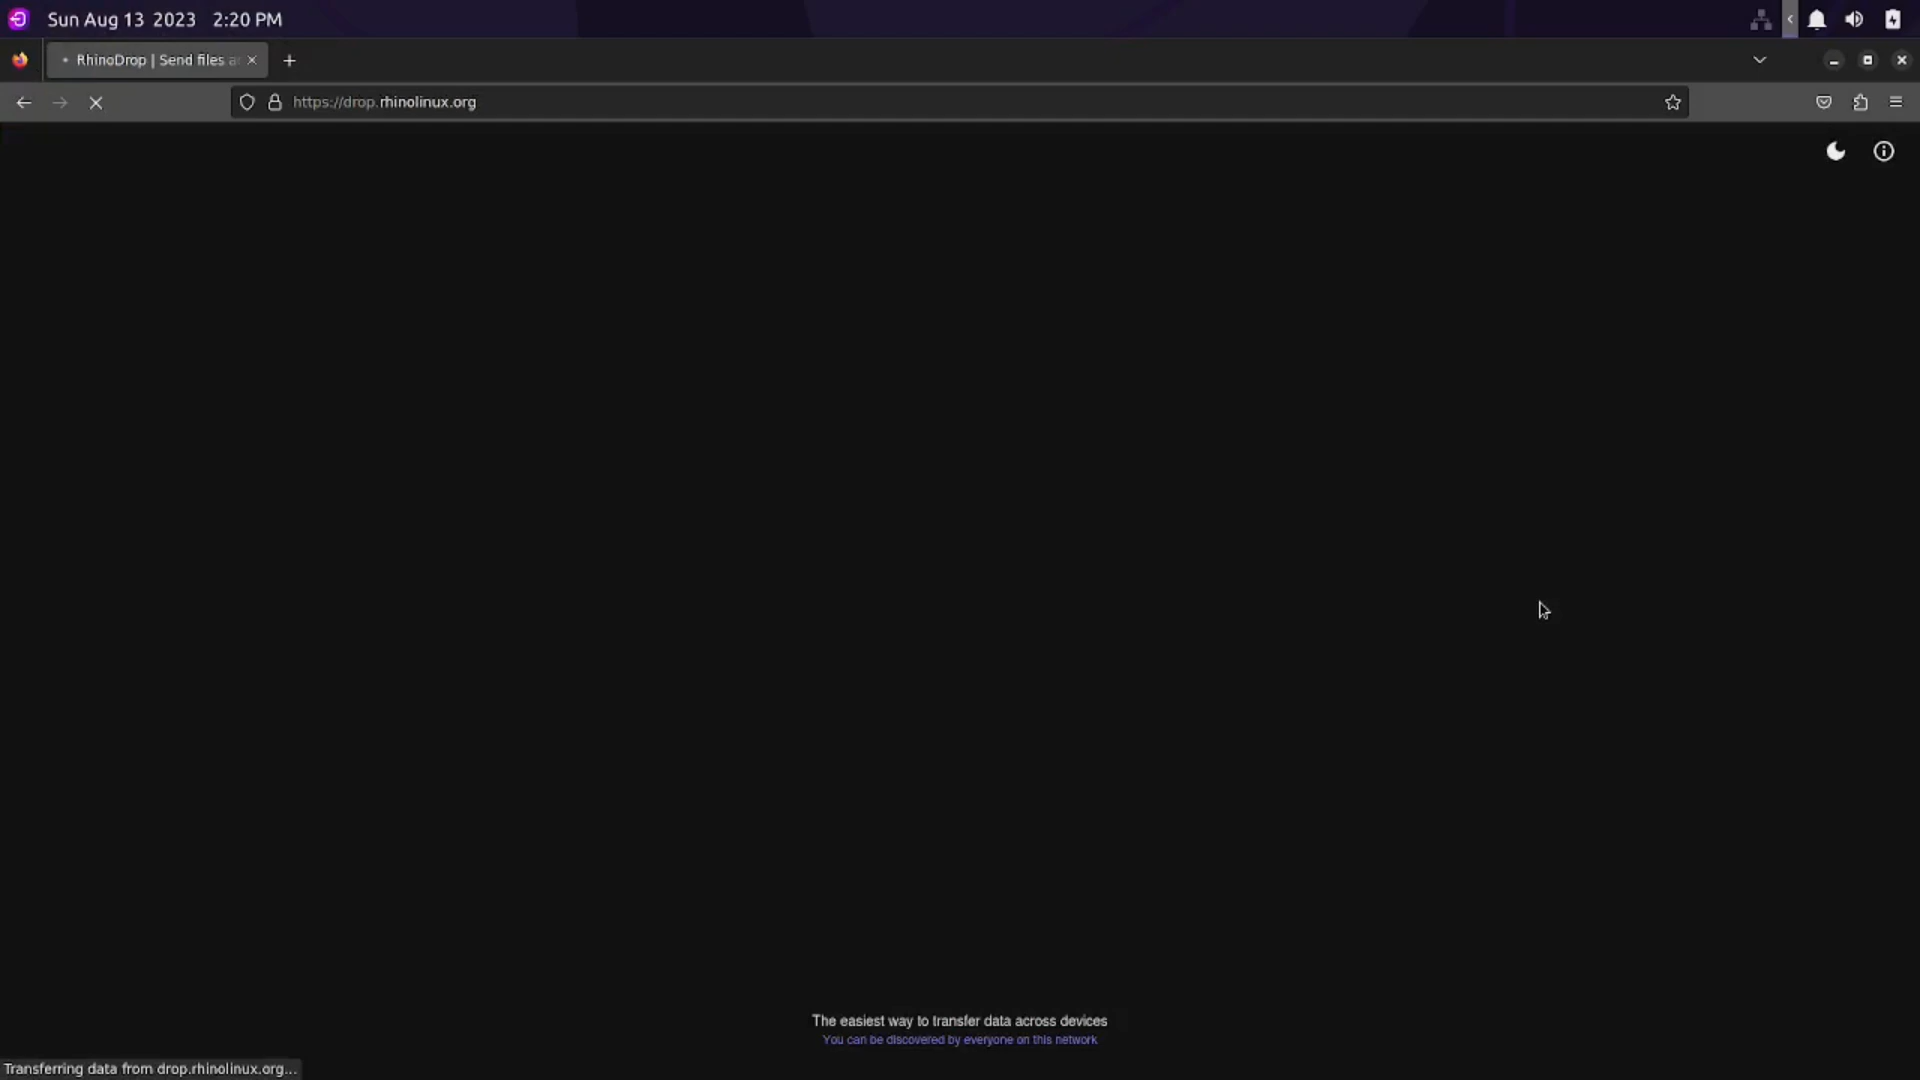 Sun Aug 13 2023 2:20 PM
RhinoDrop | Send files a
https://drop.rhinolinux.org
The easiest way to transfer data across devices
You can be discovered by everyone on this network
Transferring data from drop.rhinolinux.org...